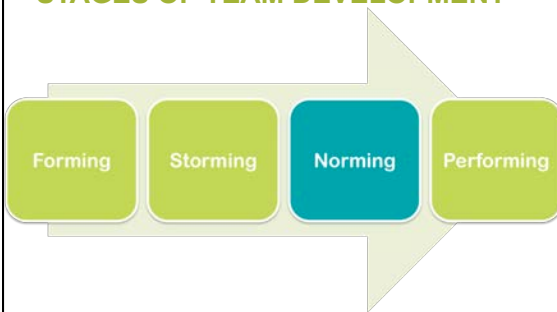 STAGES OF TEAM DEVELOPMENT
Forming
Storming
Norming
Performing